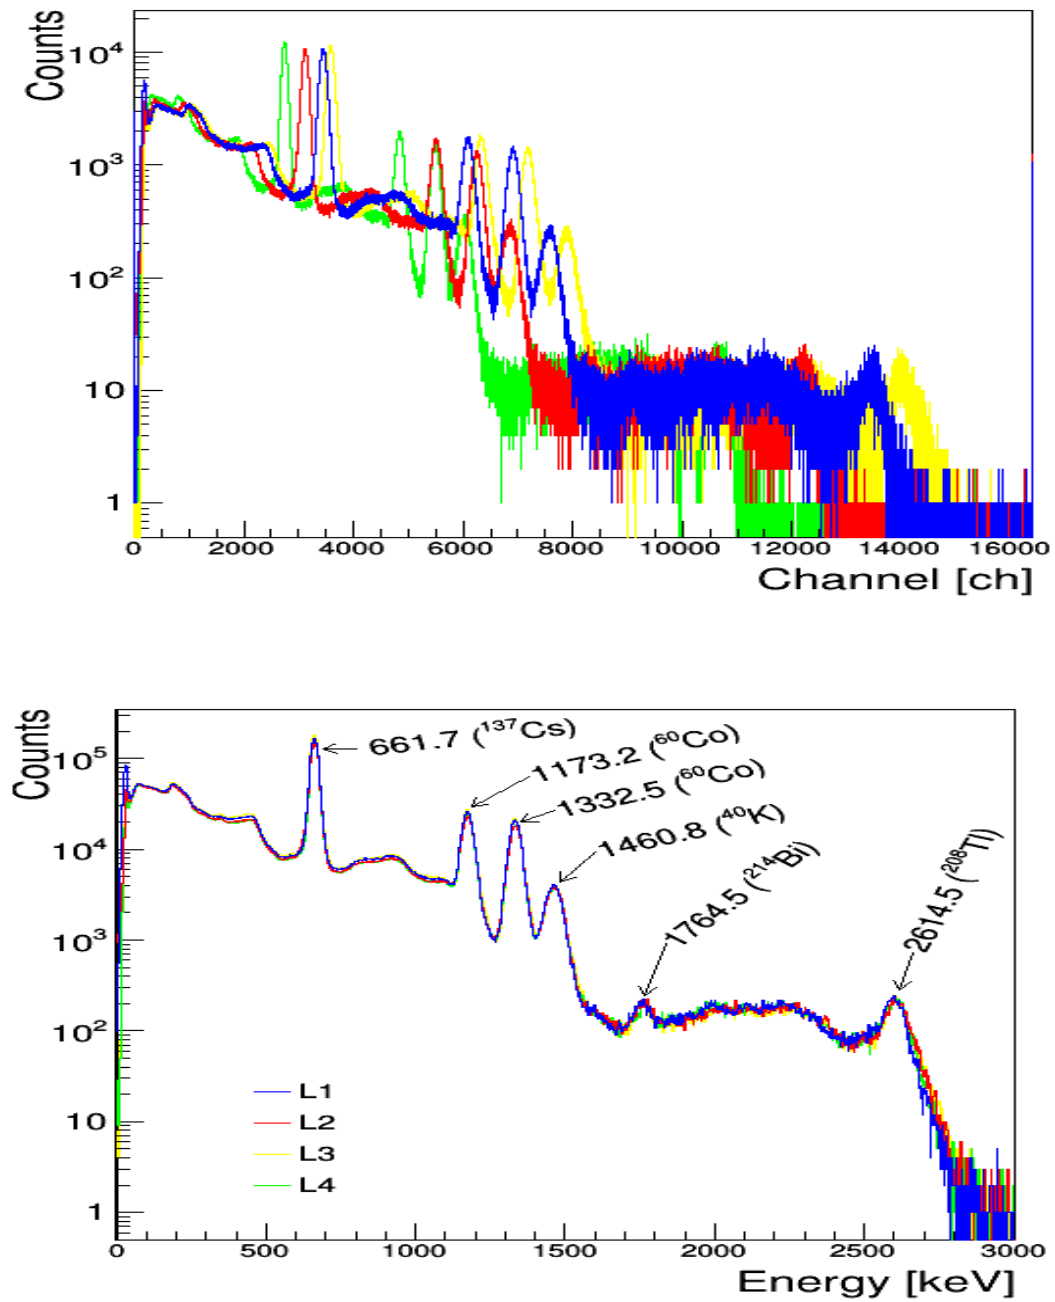 Counts
10⁴
10³
10²
10
1
0 2000 4000 6000 8000 10000 12000 14000 16000
Channel [ch]
Counts
10⁵
10⁴
10³
10²
10
1
661.7 (¹³⁷Cs)
1173.2 (⁶⁰Co)
1332.5 (⁶⁰Co)
1460.8 (⁴⁰K)
1764.5 (²¹⁴Bi)
2614.5 (²⁰⁸Tl)
L1
L2
L3
L4
0 500 1000 1500 2000 2500 3000
Energy [keV]